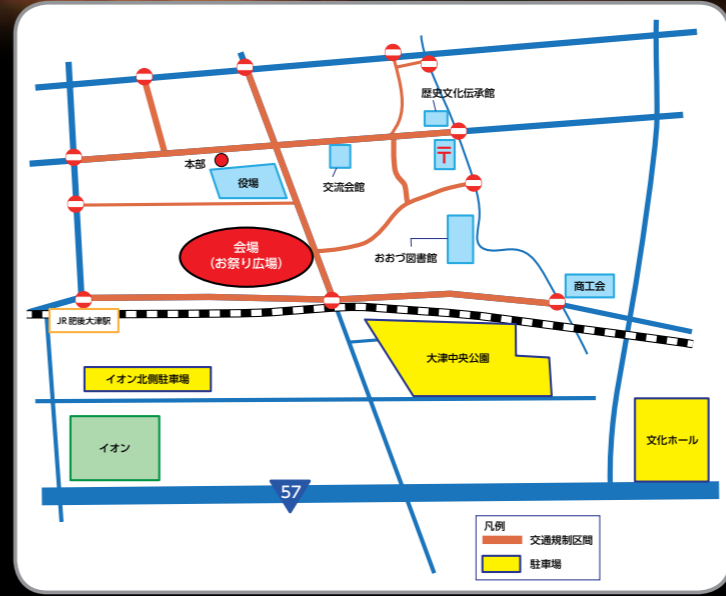 歴史文化伝承館
本部
役場
交流会館
〒
会場
（お祭り広場）
おおづ図書館
商工会
JR 肥後大津駅
大津中央公園
イオン北側駐車場
イオン
文化ホール
57
凡例
交通規制区間
駐車場